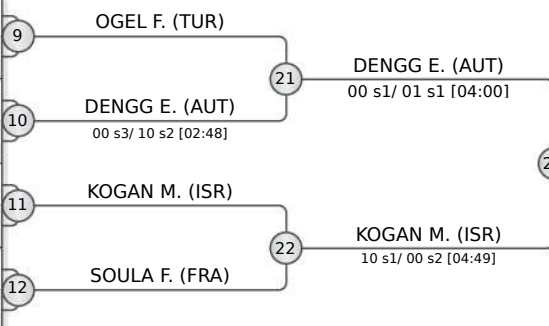 OGEL F. (TUR)
9
21
DENGG E. (AUT)
00 s1/ 01 s1 [04:00]
DENGG E. (AUT)
10
00 s3/ 10 s2 [02:48]
KOGAN M. (ISR)
11
22
KOGAN M. (ISR)
10 s1/ 00 s2 [04:49]
SOULA F. (FRA)
12